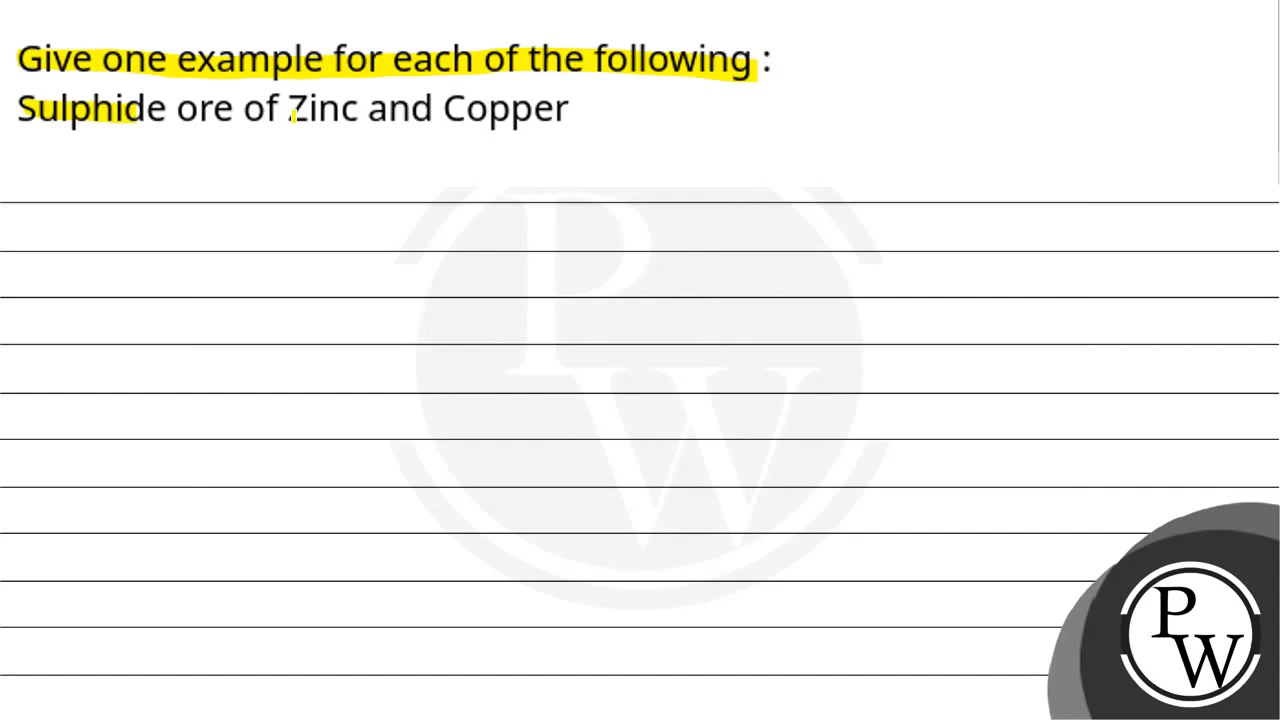 Give one example for each of the following :
Sulphide ore of Zinc and Copper
P
W
P
W